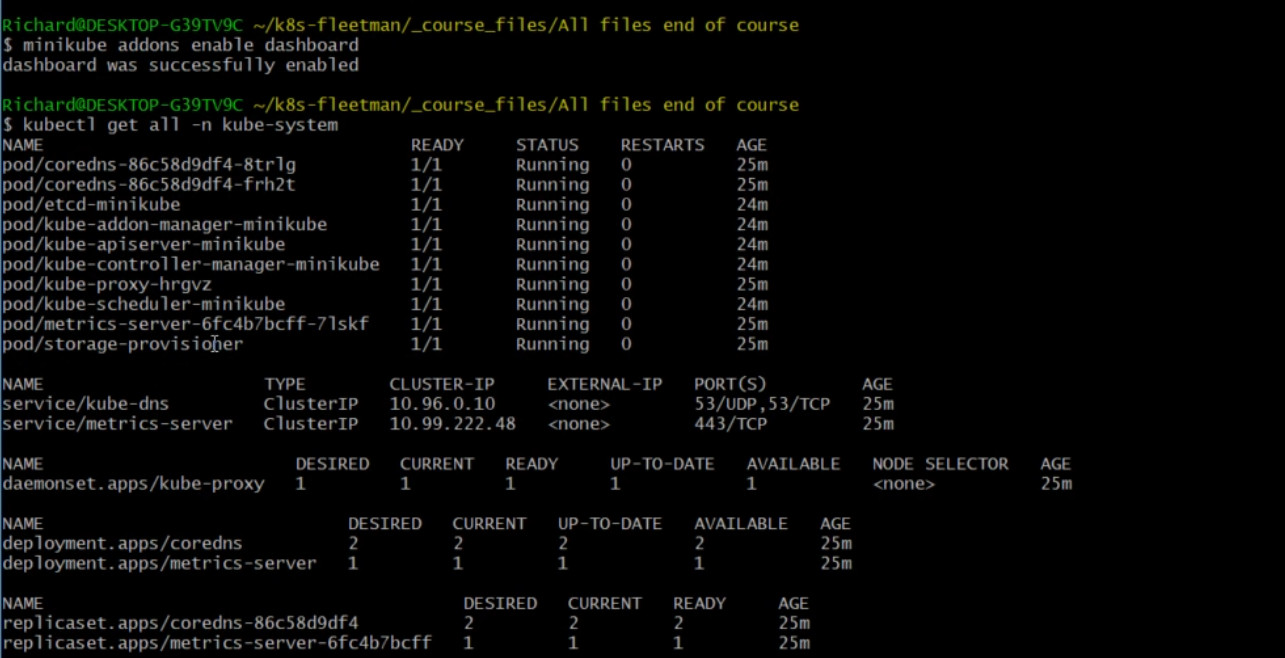 Richard@DESKTOP-G39TV9C ~/k8s-fleetman/_course_files/All files end of course
$ minikube addons enable dashboard
dashboard was successfully enabled
Richard@DESKTOP-G39TV9C ~/k8s-fleetman/_course_files/All files end of course
$ kubectl get all -n kube-system
NAME READY STATUS RESTARTS AGE
pod/coredns-86c58d9df4-8trlg 1/1 Running 0 25m
pod/coredns-86c58d9df4-frh2t 1/1 Running 0 25m
pod/etcd-minikube 1/1 Running 0 24m
pod/kube-addon-manager-minikube 1/1 Running 0 24m
pod/kube-apiserver-minikube 1/1 Running 0 24m
pod/kube-controller-manager-minikube 1/1 Running 0 24m
pod/kube-proxy-hrgvz 1/1 Running 0 25m
pod/kube-scheduler-minikube 1/1 Running 0 24m
pod/metrics-server-6fc4b7bcff-7lskf 1/1 Running 0 25m
pod/storage-provisioner 1/1 Running 0 25m
NAME TYPE CLUSTER-IP EXTERNAL-IP PORT(S) AGE
service/kube-dns ClusterIP 10.96.0.10 <none> 53/UDP,53/TCP 25m
service/metrics-server ClusterIP 10.99.222.48 <none> 443/TCP 25m
NAME DESIRED CURRENT READY UP-TO-DATE AVAILABLE NODE SELECTOR AGE
daemonset.apps/kube-proxy 1 1 1 1 1 <none> 25m
NAME DESIRED CURRENT UP-TO-DATE AVAILABLE AGE
deployment.apps/coredns 2 2 2 2 25m
deployment.apps/metrics-server 1 1 1 1 25m
NAME DESIRED CURRENT READY AGE
replicaset.apps/coredns-86c58d9df4 2 2 2 25m
replicaset.apps/metrics-server-6fc4b7bcff 1 1 1 25m